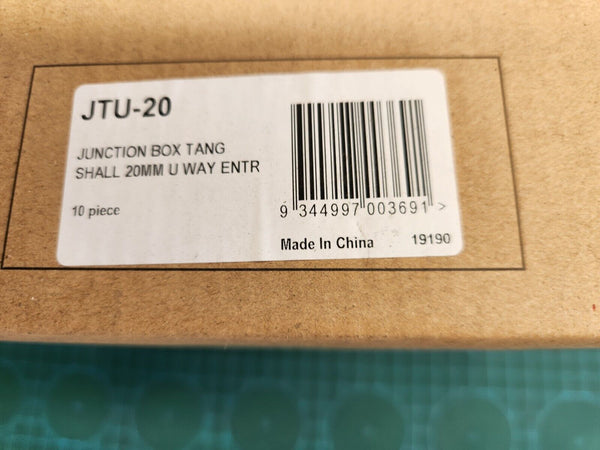 JTU-20
JUNCTION BOX TANG
SHALL 20MM U WAY ENTR
10 piece
9 344997 003691 >
Made In China 19190